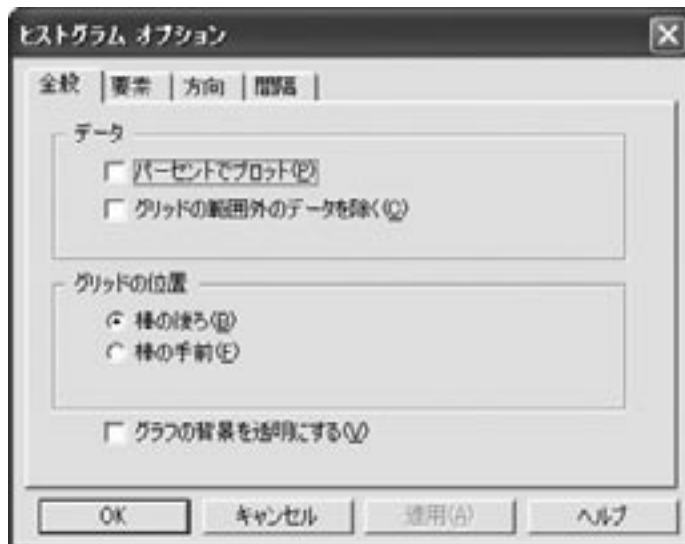 ヒストグラム オプション
全般 要素 方向 間隔
データ
パーセントでプロット(P)
グリッドの範囲外のデータを除く(C)
グリッドの位置
棒の後ろ(B)
棒の手前(F)
グラフの背景を透明にする(V)
OK キャンセル 適用(A) ヘルプ